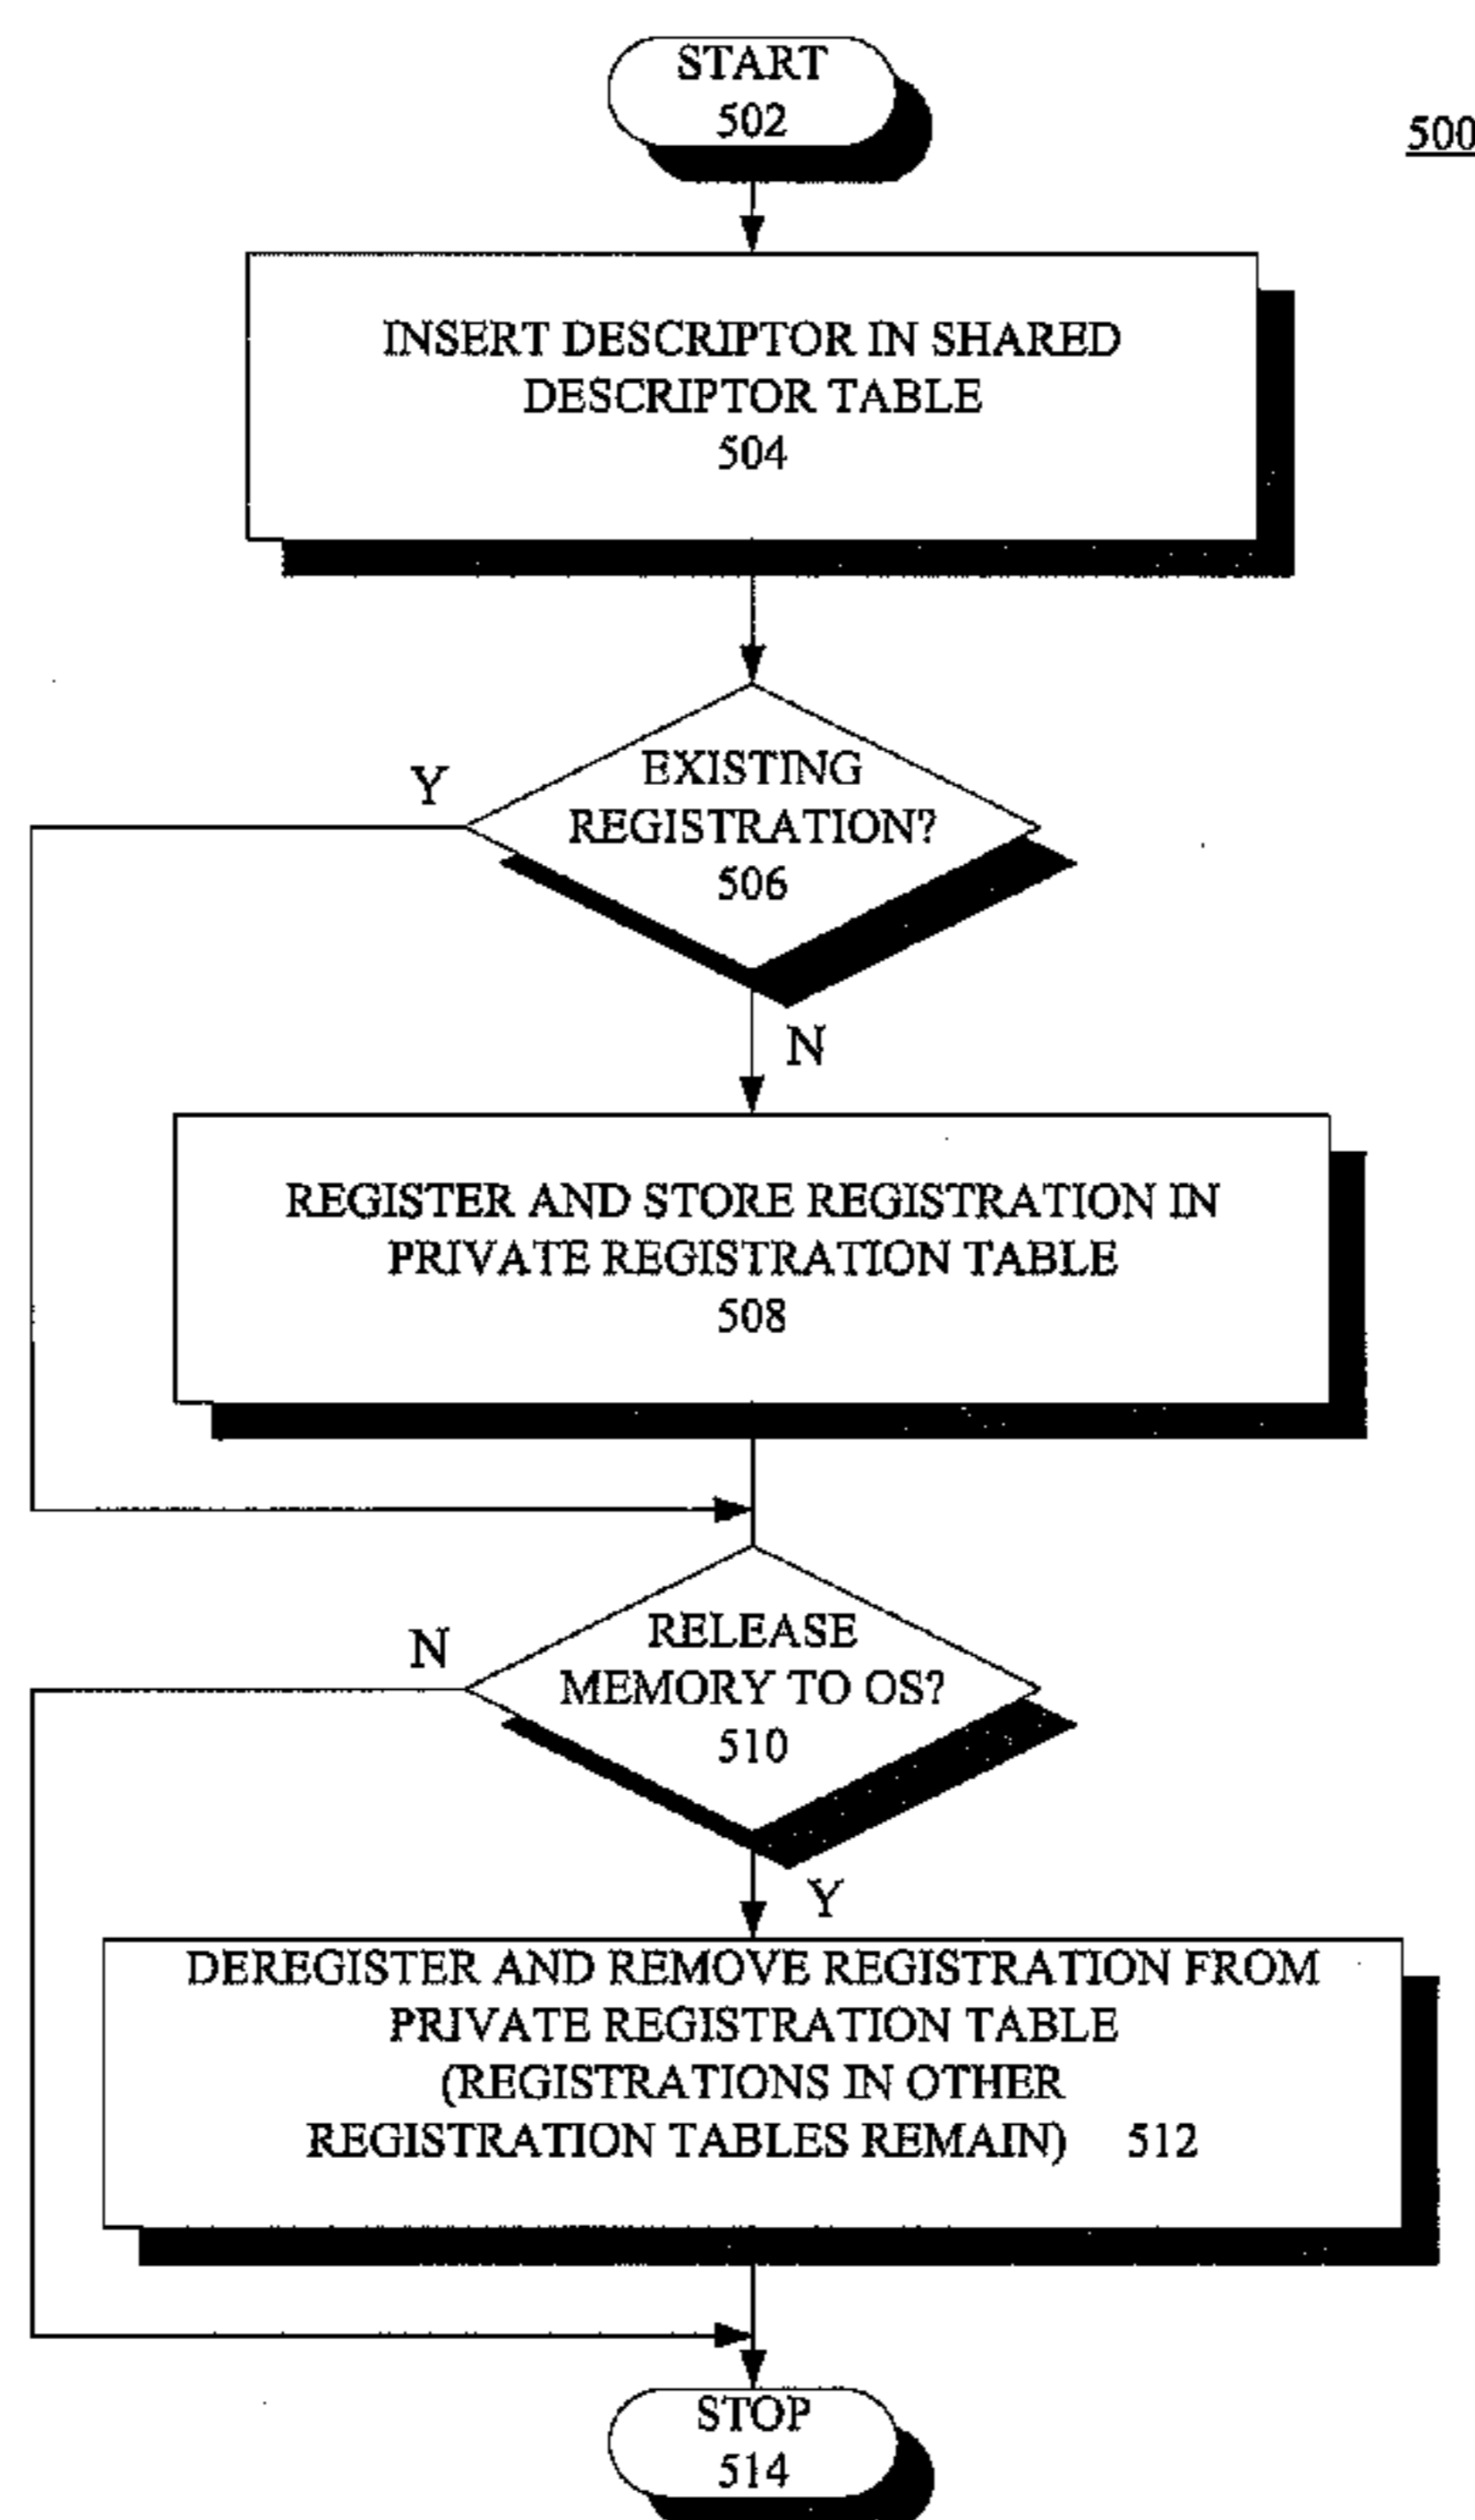 START
502
500
INSERT DESCRIPTOR IN SHARED
DESCRIPTOR TABLE
504
EXISTING
REGISTRATION?
506
Y
N
REGISTER AND STORE REGISTRATION IN
PRIVATE REGISTRATION TABLE
508
RELEASE
MEMORY TO OS?
510
N
Y
DEREGISTER AND REMOVE REGISTRATION FROM
PRIVATE REGISTRATION TABLE
(REGISTRATIONS IN OTHER
REGISTRATION TABLES REMAIN) 512
STOP
514